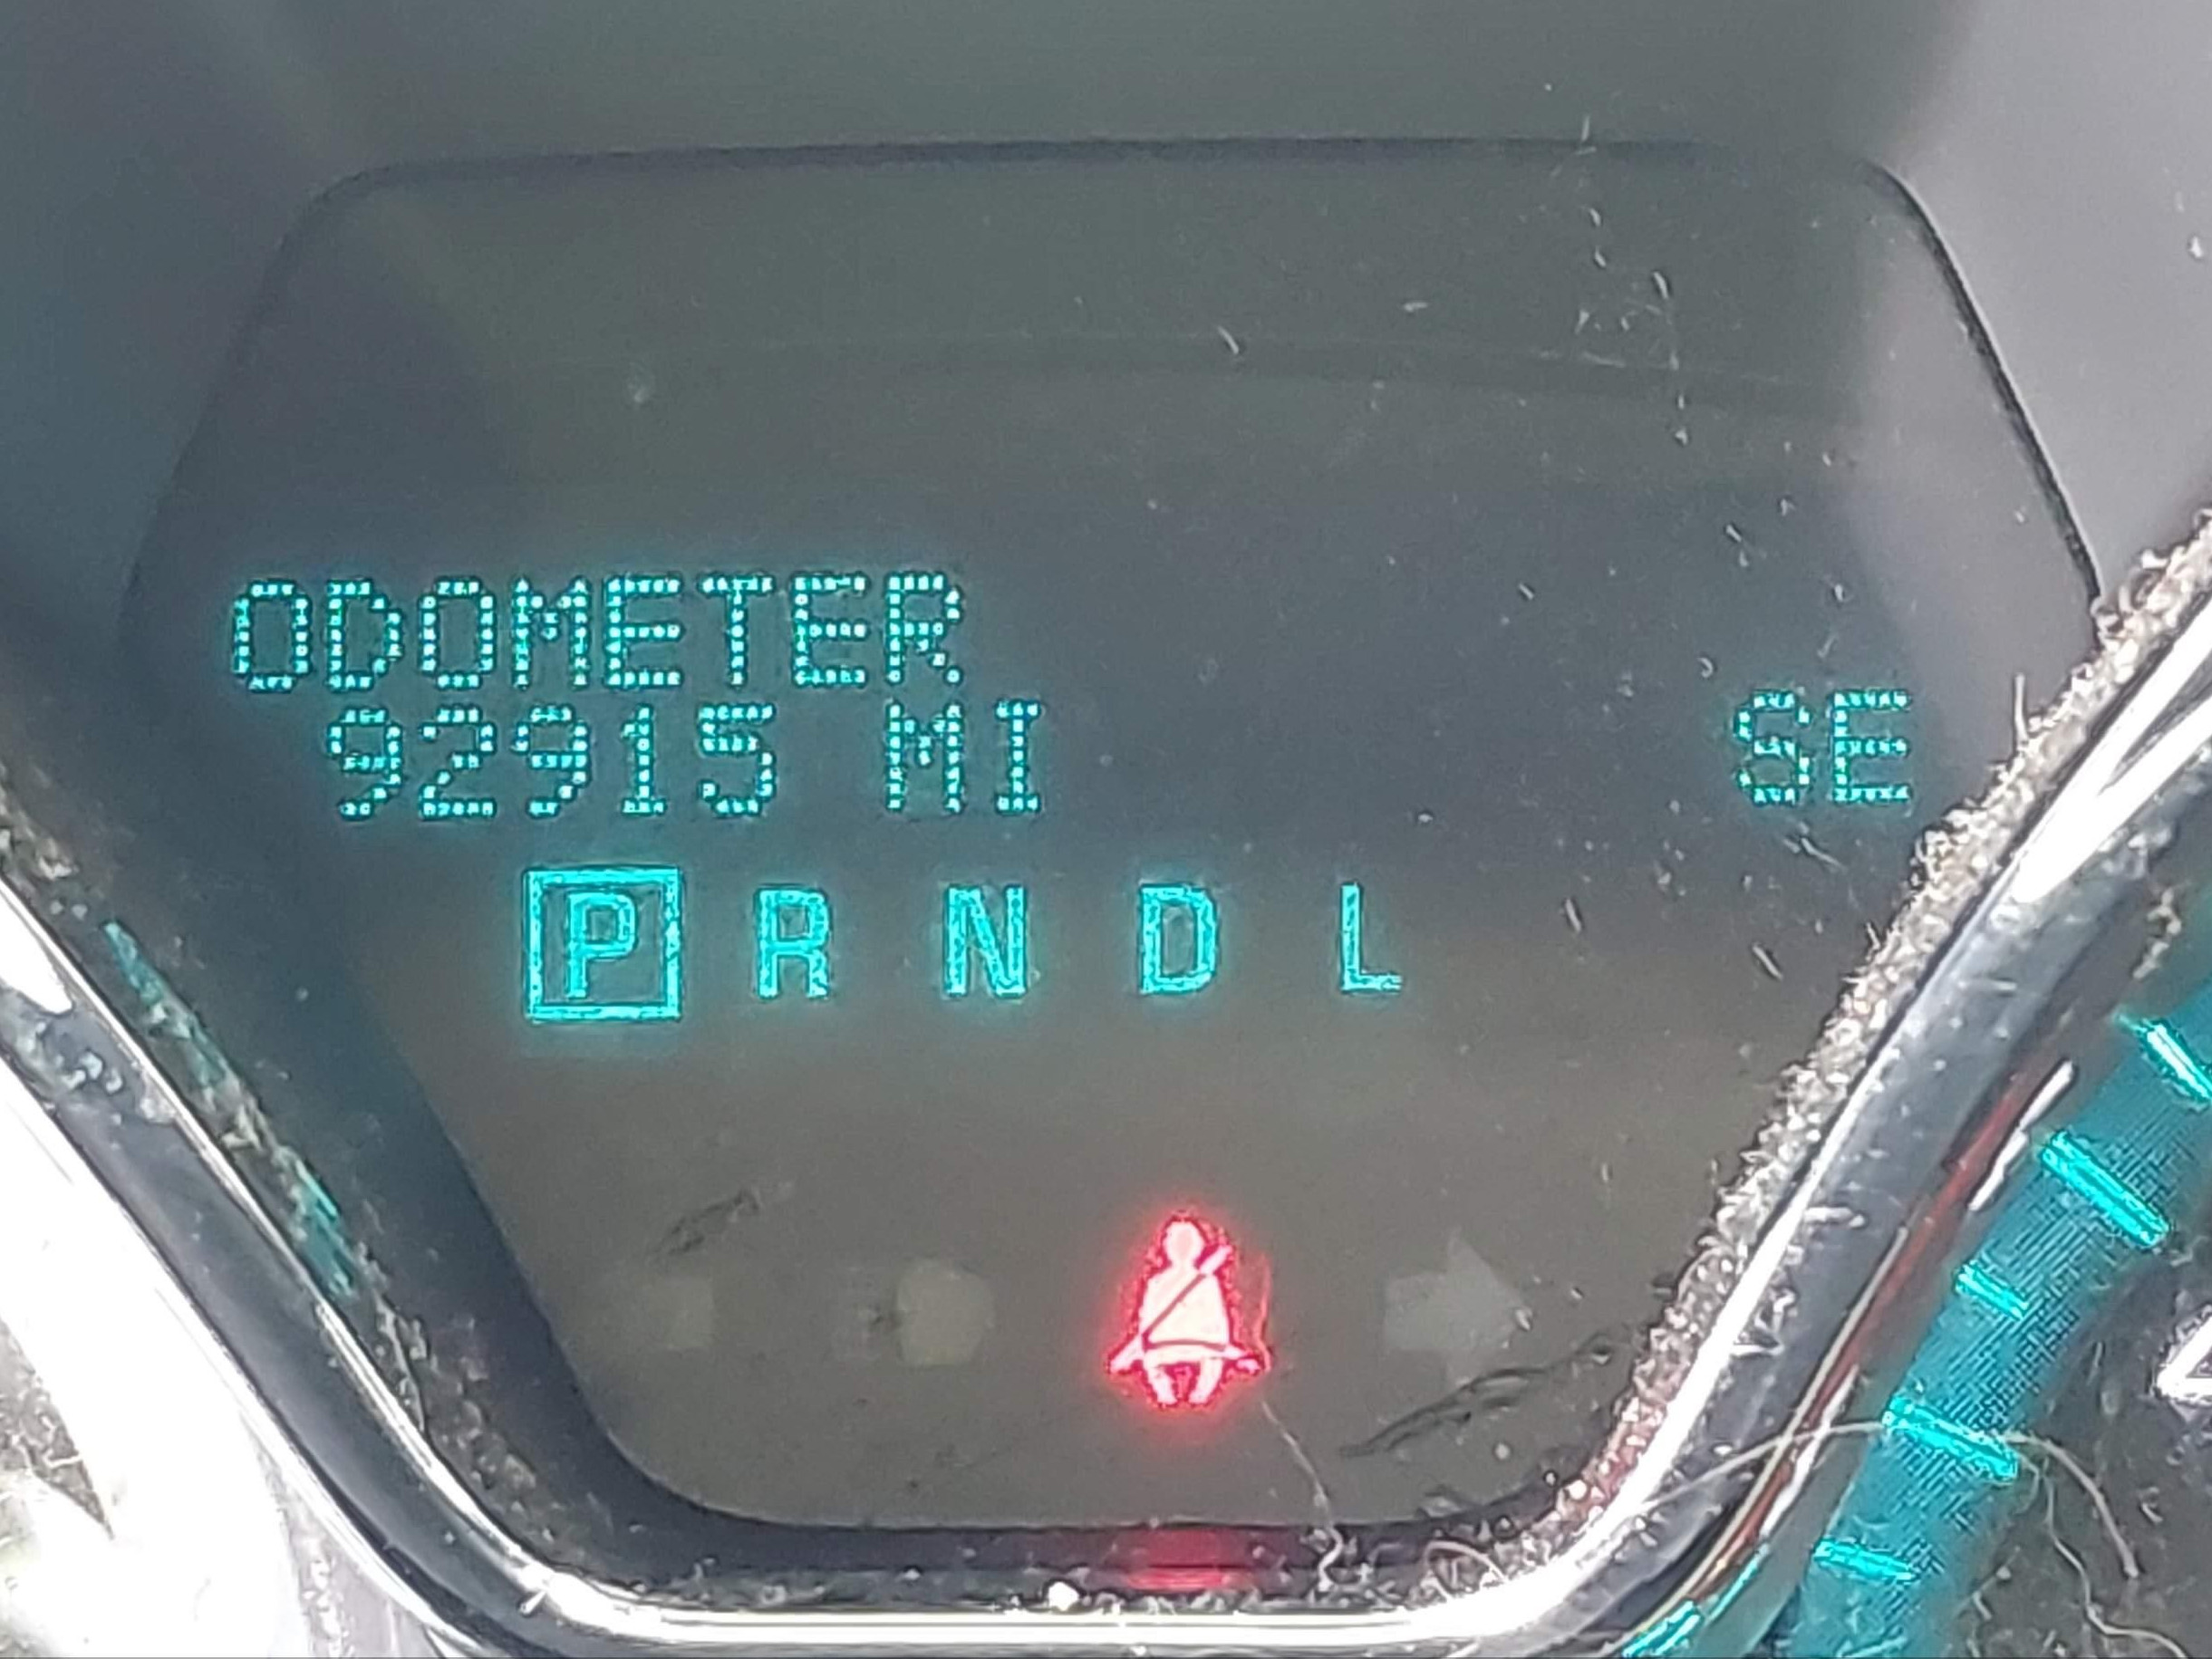 ODOMETER
92915 MI SE
P R N D L